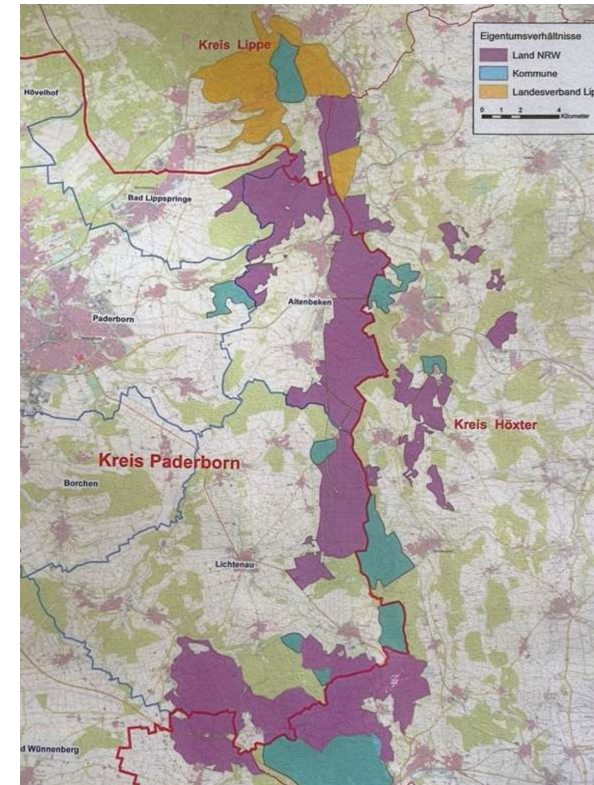 Kreis Lippe
Eigentumsverhältnisse
Land NRW
Kommune
Landesverband Lip
0 1 2 4
Kilometer
Hövelhof
Bad Lippspringe
Altenbeken
Paderborn
Kreis Höxter
Kreis Paderborn
Borchen
Lichtenau
d Wünnenberg